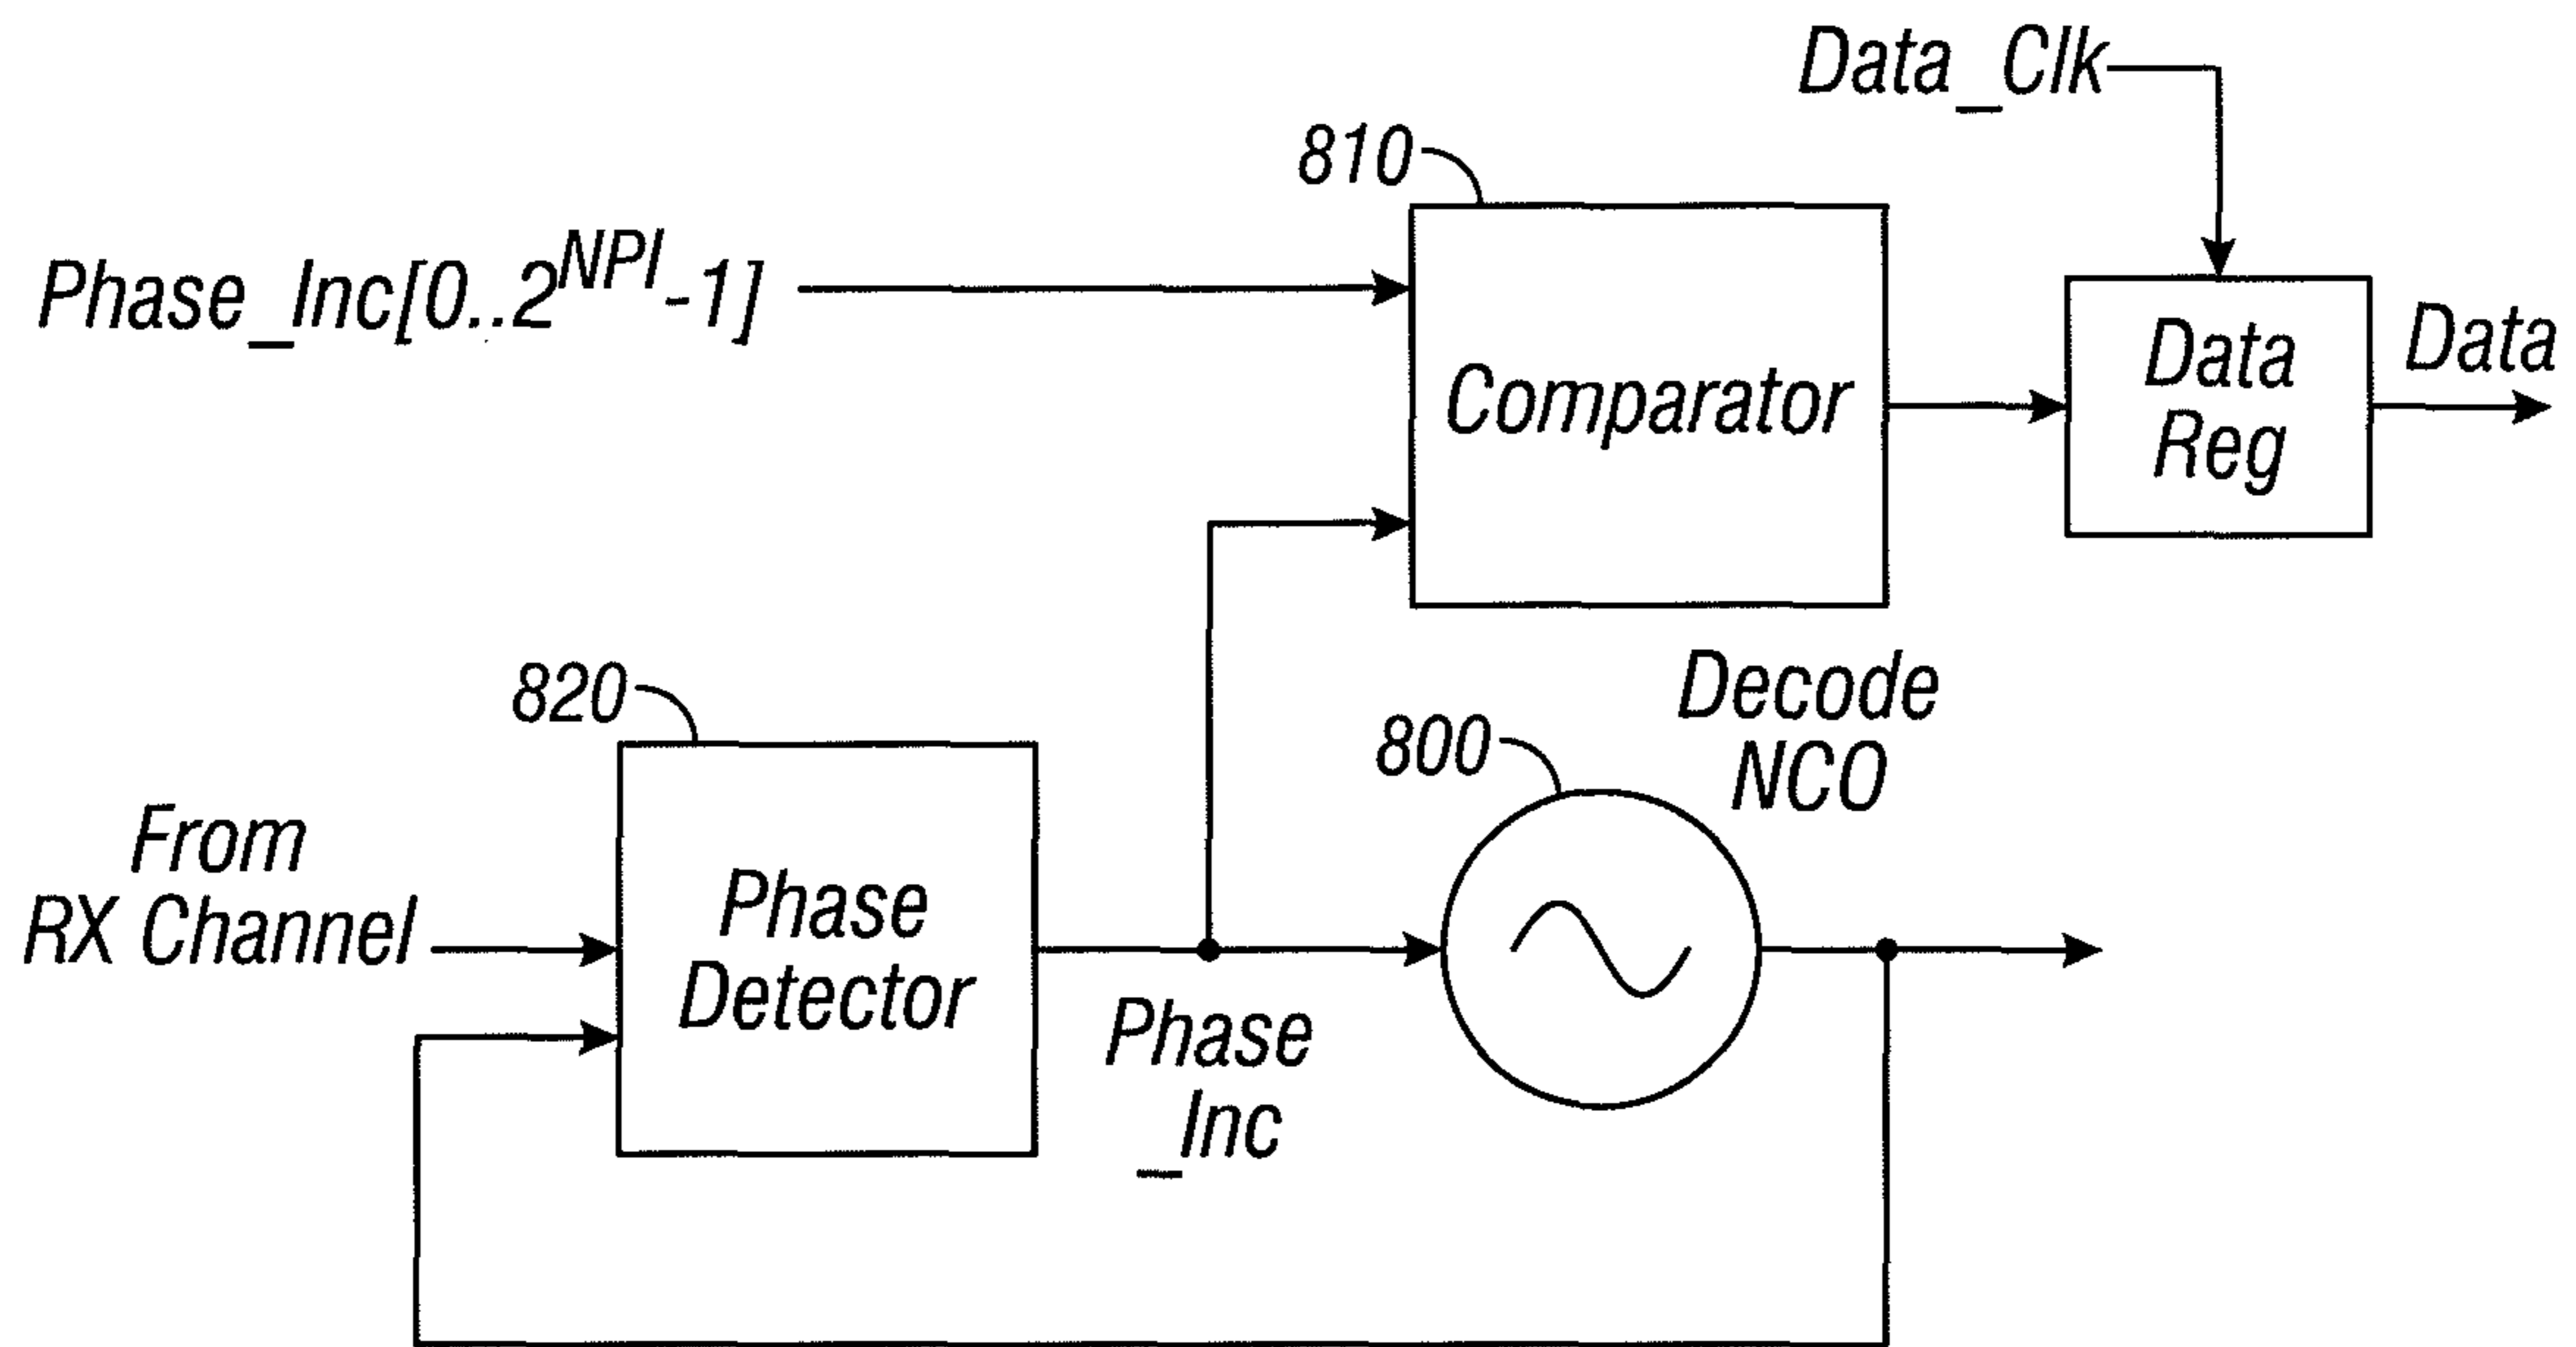 Data_Clk
810
Phase_Inc[0..2^NPI-1]
Comparator
Data
Reg
Data
820
Decode
NCO
800
From
RX Channel
Phase
Detector
Phase
_Inc